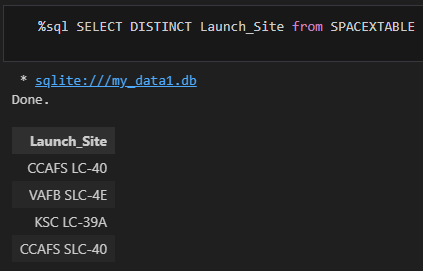 %sql SELECT DISTINCT Launch_Site from SPACEXTABLE
* sqlite:///my_data1.db
Done.
Launch_Site
CCAFS LC-40
VAFB SLC-4E
KSC LC-39A
CCAFS SLC-40